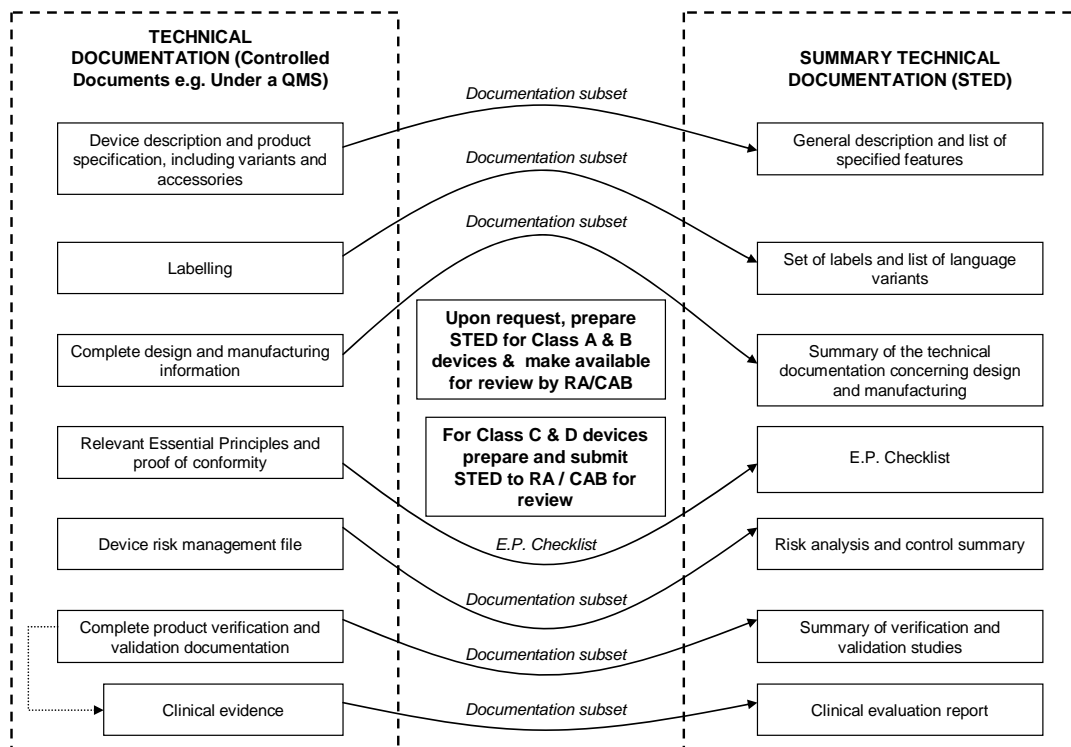 TECHNICAL
DOCUMENTATION (Controlled
Documents e.g. Under a QMS)
Device description and product
specification, including variants and
accessories
Labelling
Complete design and manufacturing
information
Relevant Essential Principles and
proof of conformity
Device risk management file
Complete product verification and
validation documentation
Clinical evidence
Documentation subset
Documentation subset
Documentation subset
Upon request, prepare
STED for Class A & B
devices &  make available
for review by RA/CAB
For Class C & D devices
prepare and submit
STED to RA / CAB for
review
E.P. Checklist
Documentation subset
Documentation subset
Documentation subset
SUMMARY TECHNICAL
DOCUMENTATION (STED)
General description and list of
specified features
Set of labels and list of language
variants
Summary of the technical
documentation concerning design
and manufacturing
E.P. Checklist
Risk analysis and control summary
Summary of verification and
validation studies
Clinical evaluation report